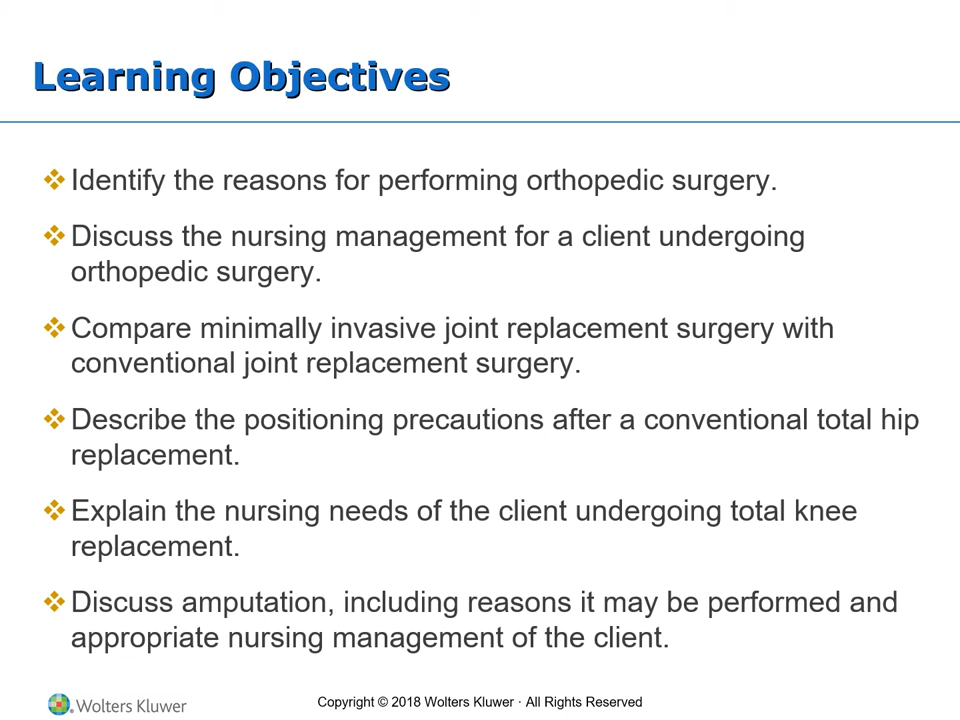 Learning Objectives
Identify the reasons for performing orthopedic surgery.
Discuss the nursing management for a client undergoing
orthopedic surgery.
Compare minimally invasive joint replacement surgery with
conventional joint replacement surgery.
Describe the positioning precautions after a conventional total hip
replacement.
Explain the nursing needs of the client undergoing total knee
replacement.
Discuss amputation, including reasons it may be performed and
appropriate nursing management of the client.
Wolters Kluwer
Copyright © 2018 Wolters Kluwer · All Rights Reserved